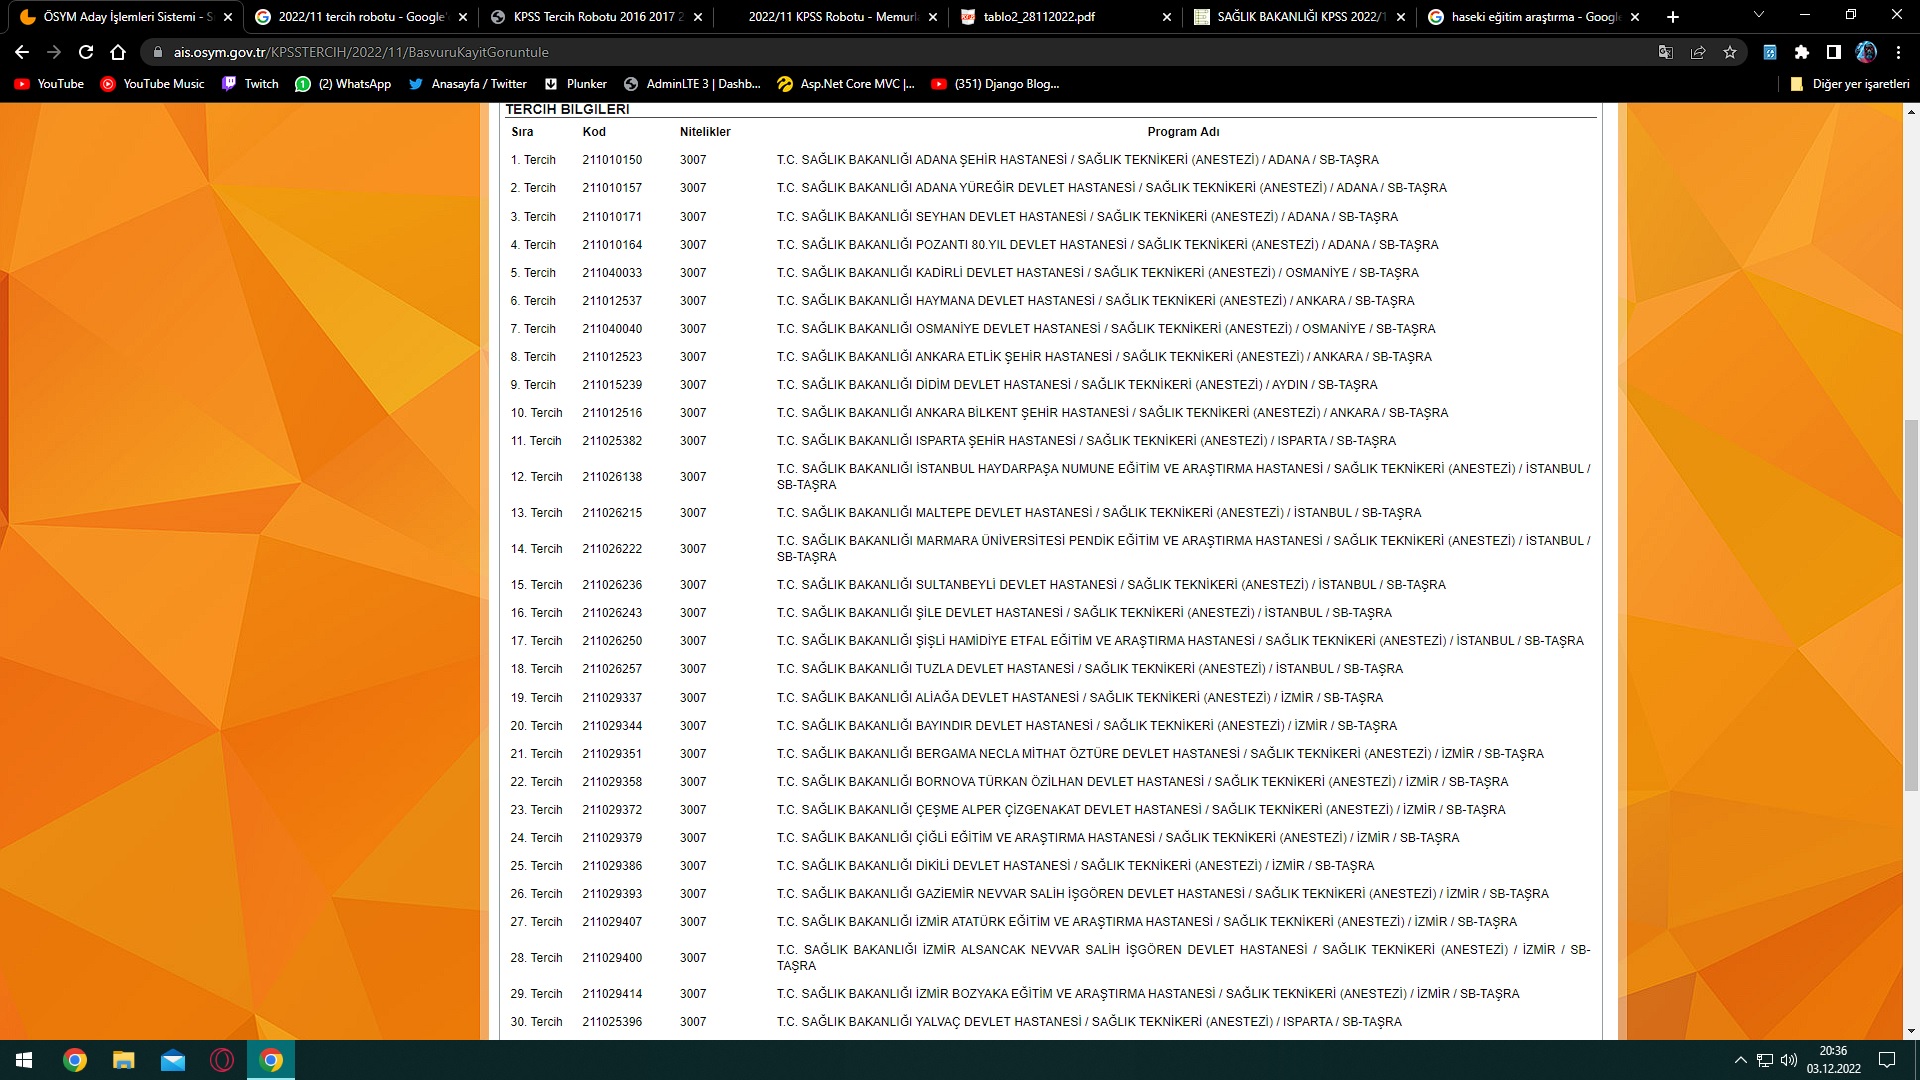 ÖSYM Aday İşlemleri Sistemi - S
2022/11 tercih robotu - Google'
KPSS Tercih Robotu 2016 2017 2
2022/11 KPSS Robotu - Memurl
tablo2_28112022.pdf
SAĞLIK BAKANLIĞI KPSS 2022/1
haseki eğitim araştırma - Googl
ais.osym.gov.tr/KPSSTERCIH/2022/11/BasvuruKayitGoruntule
YouTube
YouTube Music
Twitch
(2) WhatsApp
Anasayfa / Twitter
Plunker
AdminLTE 3 | Dashb...
Asp.Net Core MVC |...
(351) Django Blog...
Diğer yer işaretleri
TERCİH BİLGİLERİ
Sıra Kod Nitelikler Program Adı
1. Tercih 211010150 3007 T.C. SAĞLIK BAKANLIĞI ADANA ŞEHİR HASTANESİ / SAĞLIK TEKNİKERİ (ANESTEZİ) / ADANA / SB-TAŞRA
2. Tercih 211010157 3007 T.C. SAĞLIK BAKANLIĞI ADANA YÜREĞİR DEVLET HASTANESİ / SAĞLIK TEKNİKERİ (ANESTEZİ) / ADANA / SB-TAŞRA
3. Tercih 211010171 3007 T.C. SAĞLIK BAKANLIĞI SEYHAN DEVLET HASTANESİ / SAĞLIK TEKNİKERİ (ANESTEZİ) / ADANA / SB-TAŞRA
4. Tercih 211010164 3007 T.C. SAĞLIK BAKANLIĞI POZANTI 80.YIL DEVLET HASTANESİ / SAĞLIK TEKNİKERİ (ANESTEZİ) / ADANA / SB-TAŞRA
5. Tercih 211040033 3007 T.C. SAĞLIK BAKANLIĞI KADİRLİ DEVLET HASTANESİ / SAĞLIK TEKNİKERİ (ANESTEZİ) / OSMANİYE / SB-TAŞRA
6. Tercih 211012537 3007 T.C. SAĞLIK BAKANLIĞI HAYMANA DEVLET HASTANESİ / SAĞLIK TEKNİKERİ (ANESTEZİ) / ANKARA / SB-TAŞRA
7. Tercih 211040040 3007 T.C. SAĞLIK BAKANLIĞI OSMANİYE DEVLET HASTANESİ / SAĞLIK TEKNİKERİ (ANESTEZİ) / OSMANİYE / SB-TAŞRA
8. Tercih 211012523 3007 T.C. SAĞLIK BAKANLIĞI ANKARA ETLİK ŞEHİR HASTANESİ / SAĞLIK TEKNİKERİ (ANESTEZİ) / ANKARA / SB-TAŞRA
9. Tercih 211015239 3007 T.C. SAĞLIK BAKANLIĞI DİDİM DEVLET HASTANESİ / SAĞLIK TEKNİKERİ (ANESTEZİ) / AYDIN / SB-TAŞRA
10. Tercih 211012516 3007 T.C. SAĞLIK BAKANLIĞI ANKARA BİLKENT ŞEHİR HASTANESİ / SAĞLIK TEKNİKERİ (ANESTEZİ) / ANKARA / SB-TAŞRA
11. Tercih 211025382 3007 T.C. SAĞLIK BAKANLIĞI ISPARTA ŞEHİR HASTANESİ / SAĞLIK TEKNİKERİ (ANESTEZİ) / ISPARTA / SB-TAŞRA
12. Tercih 211026138 3007 T.C. SAĞLIK BAKANLIĞI İSTANBUL HAYDARPAŞA NUMUNE EĞİTİM VE ARAŞTIRMA HASTANESİ / SAĞLIK TEKNİKERİ (ANESTEZİ) / İSTANBUL /
SB-TAŞRA
13. Tercih 211026215 3007 T.C. SAĞLIK BAKANLIĞI MALTEPE DEVLET HASTANESİ / SAĞLIK TEKNİKERİ (ANESTEZİ) / İSTANBUL / SB-TAŞRA
14. Tercih 211026222 3007 T.C. SAĞLIK BAKANLIĞI MARMARA ÜNİVERSİTESİ PENDİK EĞİTİM VE ARAŞTIRMA HASTANESİ / SAĞLIK TEKNİKERİ (ANESTEZİ) / İSTANBUL /
SB-TAŞRA
15. Tercih 211026236 3007 T.C. SAĞLIK BAKANLIĞI SULTANBEYLİ DEVLET HASTANESİ / SAĞLIK TEKNİKERİ (ANESTEZİ) / İSTANBUL / SB-TAŞRA
16. Tercih 211026243 3007 T.C. SAĞLIK BAKANLIĞI ŞİLE DEVLET HASTANESİ / SAĞLIK TEKNİKERİ (ANESTEZİ) / İSTANBUL / SB-TAŞRA
17. Tercih 211026250 3007 T.C. SAĞLIK BAKANLIĞI ŞİŞLİ HAMİDİYE ETFAL EĞİTİM VE ARAŞTIRMA HASTANESİ / SAĞLIK TEKNİKERİ (ANESTEZİ) / İSTANBUL / SB-TAŞRA
18. Tercih 211026257 3007 T.C. SAĞLIK BAKANLIĞI TUZLA DEVLET HASTANESİ / SAĞLIK TEKNİKERİ (ANESTEZİ) / İSTANBUL / SB-TAŞRA
19. Tercih 211029337 3007 T.C. SAĞLIK BAKANLIĞI ALİAĞA DEVLET HASTANESİ / SAĞLIK TEKNİKERİ (ANESTEZİ) / İZMİR / SB-TAŞRA
20. Tercih 211029344 3007 T.C. SAĞLIK BAKANLIĞI BAYINDIR DEVLET HASTANESİ / SAĞLIK TEKNİKERİ (ANESTEZİ) / İZMİR / SB-TAŞRA
21. Tercih 211029351 3007 T.C. SAĞLIK BAKANLIĞI BERGAMA NECLA MİTHAT ÖZTÜRE DEVLET HASTANESİ / SAĞLIK TEKNİKERİ (ANESTEZİ) / İZMİR / SB-TAŞRA
22. Tercih 211029358 3007 T.C. SAĞLIK BAKANLIĞI BORNOVA TÜRKAN ÖZİLHAN DEVLET HASTANESİ / SAĞLIK TEKNİKERİ (ANESTEZİ) / İZMİR / SB-TAŞRA
23. Tercih 211029372 3007 T.C. SAĞLIK BAKANLIĞI ÇEŞME ALPER ÇİZGENAKAT DEVLET HASTANESİ / SAĞLIK TEKNİKERİ (ANESTEZİ) / İZMİR / SB-TAŞRA
24. Tercih 211029379 3007 T.C. SAĞLIK BAKANLIĞI ÇİĞLİ EĞİTİM VE ARAŞTIRMA HASTANESİ / SAĞLIK TEKNİKERİ (ANESTEZİ) / İZMİR / SB-TAŞRA
25. Tercih 211029386 3007 T.C. SAĞLIK BAKANLIĞI DİKİLİ DEVLET HASTANESİ / SAĞLIK TEKNİKERİ (ANESTEZİ) / İZMİR / SB-TAŞRA
26. Tercih 211029393 3007 T.C. SAĞLIK BAKANLIĞI GAZİEMİR NEVVAR SALİH İŞGÖREN DEVLET HASTANESİ / SAĞLIK TEKNİKERİ (ANESTEZİ) / İZMİR / SB-TAŞRA
27. Tercih 211029407 3007 T.C. SAĞLIK BAKANLIĞI İZMİR ATATÜRK EĞİTİM VE ARAŞTIRMA HASTANESİ / SAĞLIK TEKNİKERİ (ANESTEZİ) / İZMİR / SB-TAŞRA
28. Tercih 211029400 3007 T.C. SAĞLIK BAKANLIĞI İZMİR ALSANCAK NEVVAR SALİH İŞGÖREN DEVLET HASTANESİ / SAĞLIK TEKNİKERİ (ANESTEZİ) / İZMİR / SB-
TAŞRA
29. Tercih 211029414 3007 T.C. SAĞLIK BAKANLIĞI İZMİR BOZYAKA EĞİTİM VE ARAŞTIRMA HASTANESİ / SAĞLIK TEKNİKERİ (ANESTEZİ) / İZMİR / SB-TAŞRA
30. Tercih 211025396 3007 T.C. SAĞLIK BAKANLIĞI YALVAÇ DEVLET HASTANESİ / SAĞLIK TEKNİKERİ (ANESTEZİ) / ISPARTA / SB-TAŞRA
20:36
03.12.2022